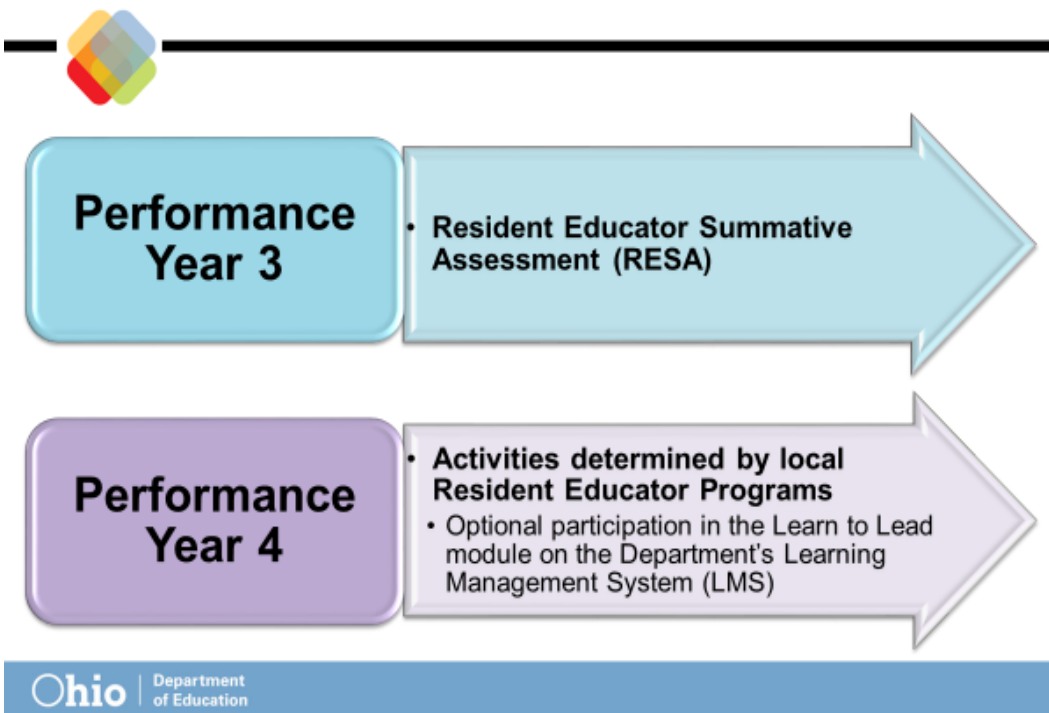 Performance
Year 3
• Resident Educator Summative
Assessment (RESA)
Performance
Year 4
• Activities determined by local
Resident Educator Programs
• Optional participation in the Learn to Lead
module on the Department's Learning
Management System (LMS)
Ohio | Department
of Education